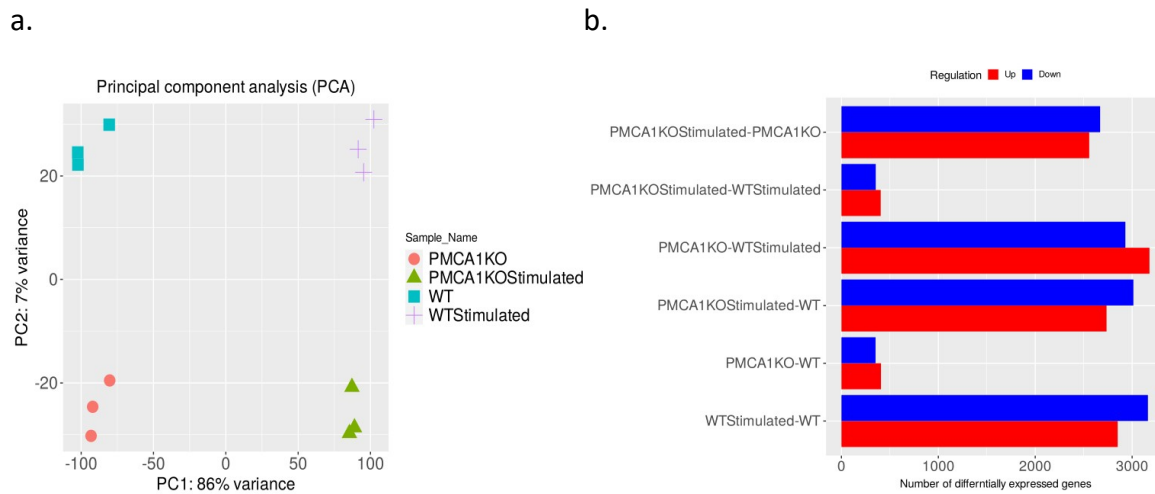 a.
Principal component analysis (PCA)
20
0
-20
PC2: 7% variance
-100
-50
0
50
100
PC1: 86% variance
Sample_Name
PMCA1KO
PMCA1KOStimulated
WT
WTStimulated
b.
Regulation Up Down
PMCA1KOStimulated-PMCA1KO
PMCA1KOStimulated-WTStimulated
PMCA1KO-WTStimulated
PMCA1KOStimulated-WT
PMCA1KO-WT
WTStimulated-WT
0
1000
2000
3000
Number of differntially expressed genes